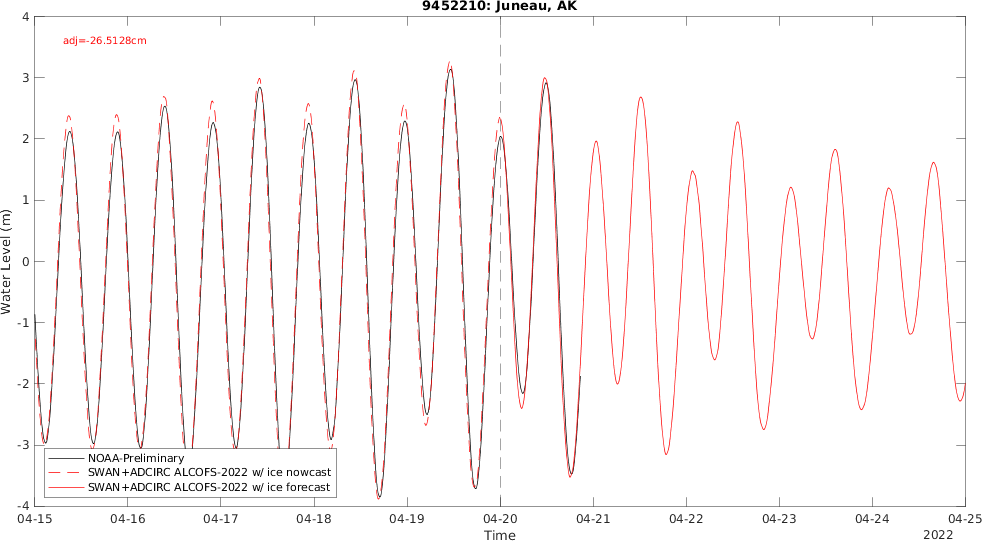 9452210: Juneau, AK
adj=-26.5128cm
4
3
2
1
0
-1
-2
-3
-4
Water Level (m)
NOAA-Preliminary
SWAN+ADCIRC ALCOFS-2022 w/ ice nowcast
SWAN+ADCIRC ALCOFS-2022 w/ ice forecast
04-15 04-16 04-17 04-18 04-19 04-20 04-21 04-22 04-23 04-24 04-25
Time
2022